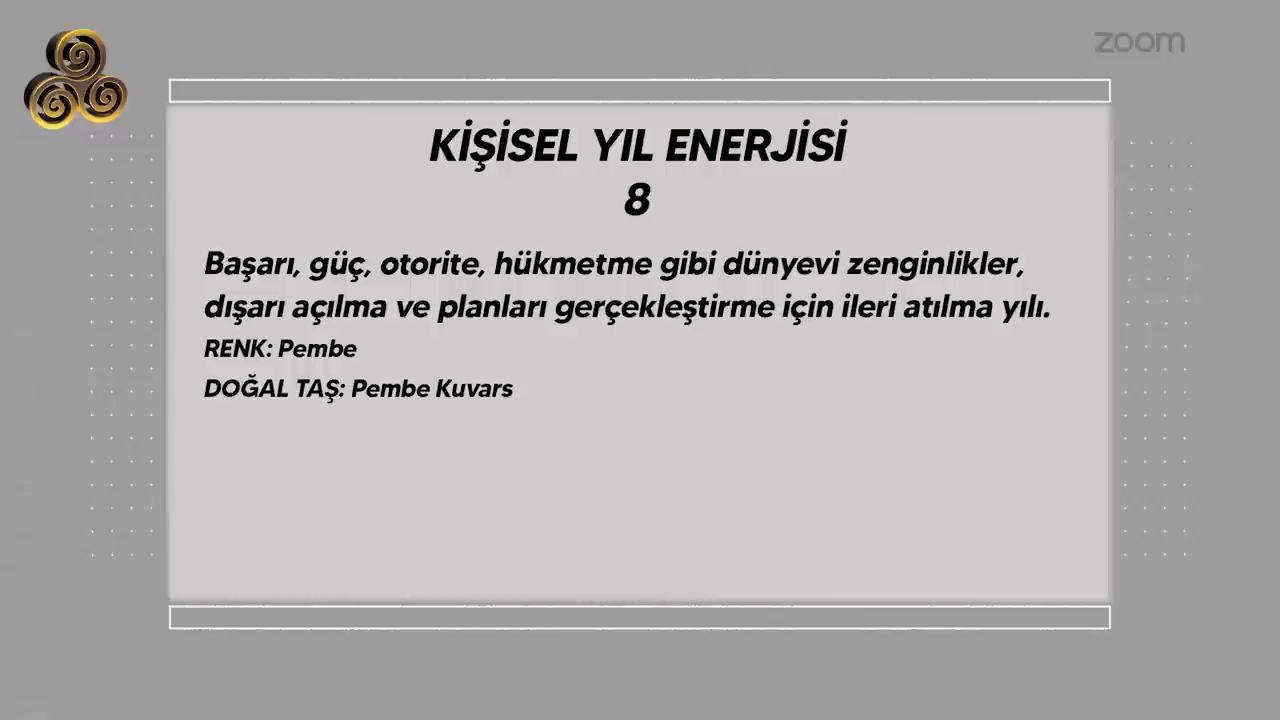 zoom
KİŞİSEL YIL ENERJİSİ
8
Başarı, güç, otorite, hükmetme gibi dünyevi zenginlikler,
dışarı açılma ve planları gerçekleştirme için ileri atılma yılı.
RENK: Pembe
DOĞAL TAŞ: Pembe Kuvars